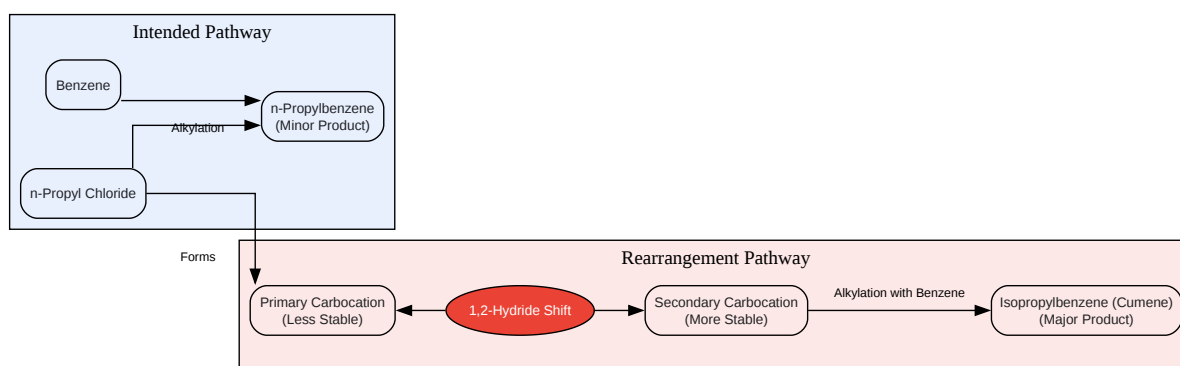 Intended Pathway
Benzene
n-Propylbenzene
(Minor Product)
Alkylation
n-Propyl Chloride
Forms
Rearrangement Pathway
Primary Carbocation
(Less Stable)
1,2-Hydride Shift
Secondary Carbocation
(More Stable)
Alkylation with Benzene
Isopropylbenzene (Cumene)
(Major Product)